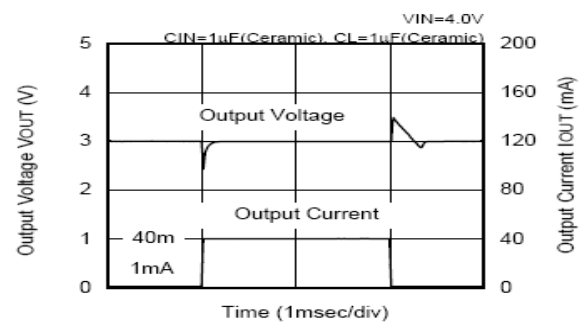 VIN=4.0V
CIN=1uF(Ceramic), CL=1uF(Ceramic)
5
4
3
2
1
0
200
160
120
80
40
0
Output Voltage VOUT (V)
Output Current IOUT (mA)
Output Voltage
Output Current
40m
1mA
Time (1msec/div)